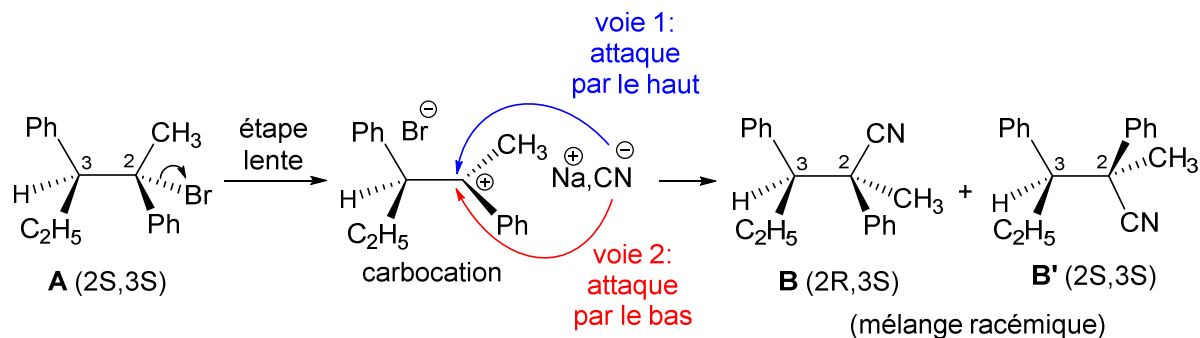 voie 1:
attaque
par le haut
étape
lente
Ph
CH3
3
2
H
Br
C2H5
Ph
A (2S,3S)
Ph
Br ⊖
CH3
⊕
H
C2H5
Ph
carbocation
⊕ ⊖
Na,CN
voie 2:
attaque
par le bas
Ph
CN
3
2
H
CH3
C2H5
Ph
B (2R,3S)
+
Ph
Ph
3
2
CH3
H
C2H5
CN
B' (2S,3S)
(mélange racémique)